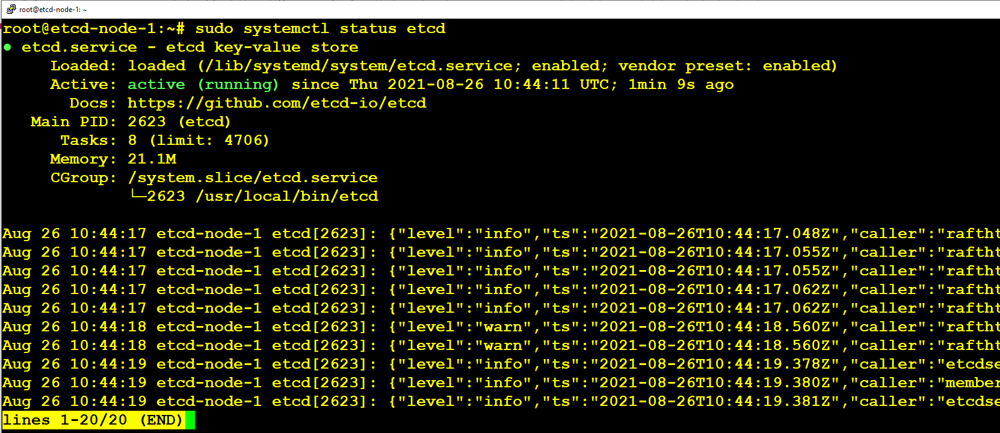 root@etcd-node-1: ~
root@etcd-node-1:~# sudo systemctl status etcd
● etcd.service - etcd key-value store
Loaded: loaded (/lib/systemd/system/etcd.service; enabled; vendor preset: enabled)
Active: active (running) since Thu 2021-08-26 10:44:11 UTC; 1min 9s ago
Docs: https://github.com/etcd-io/etcd
Main PID: 2623 (etcd)
Tasks: 8 (limit: 4706)
Memory: 21.1M
CGroup: /system.slice/etcd.service
└─2623 /usr/local/bin/etcd
Aug 26 10:44:17 etcd-node-1 etcd[2623]: {"level":"info","ts":"2021-08-26T10:44:17.048Z","caller":"raftht
Aug 26 10:44:17 etcd-node-1 etcd[2623]: {"level":"info","ts":"2021-08-26T10:44:17.055Z","caller":"raftht
Aug 26 10:44:17 etcd-node-1 etcd[2623]: {"level":"info","ts":"2021-08-26T10:44:17.055Z","caller":"raftht
Aug 26 10:44:17 etcd-node-1 etcd[2623]: {"level":"info","ts":"2021-08-26T10:44:17.062Z","caller":"raftht
Aug 26 10:44:17 etcd-node-1 etcd[2623]: {"level":"info","ts":"2021-08-26T10:44:17.062Z","caller":"raftht
Aug 26 10:44:18 etcd-node-1 etcd[2623]: {"level":"warn","ts":"2021-08-26T10:44:18.560Z","caller":"raftht
Aug 26 10:44:18 etcd-node-1 etcd[2623]: {"level":"warn","ts":"2021-08-26T10:44:18.560Z","caller":"raftht
Aug 26 10:44:19 etcd-node-1 etcd[2623]: {"level":"info","ts":"2021-08-26T10:44:19.378Z","caller":"etcdse
Aug 26 10:44:19 etcd-node-1 etcd[2623]: {"level":"info","ts":"2021-08-26T10:44:19.380Z","caller":"member
Aug 26 10:44:19 etcd-node-1 etcd[2623]: {"level":"info","ts":"2021-08-26T10:44:19.381Z","caller":"etcdse
lines 1-20/20 (END)